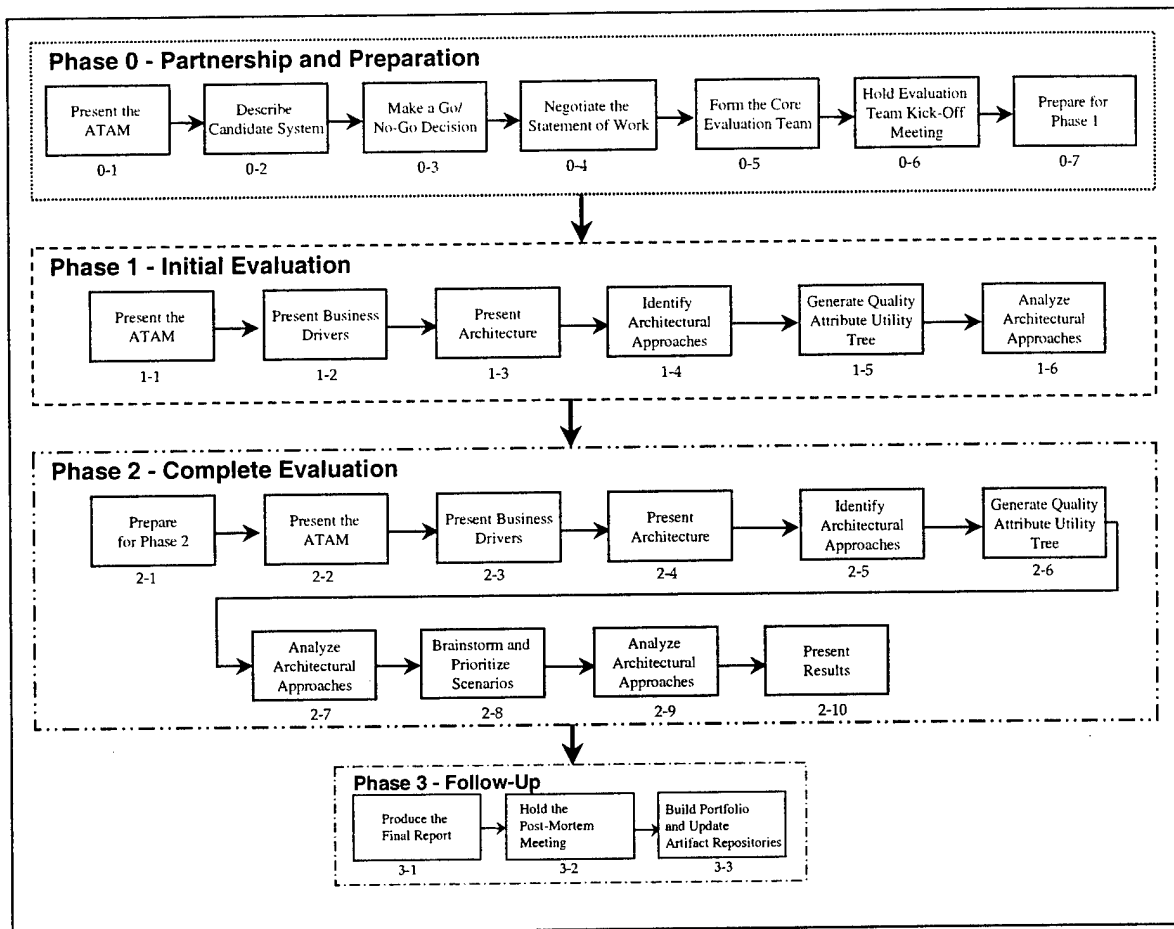 Phase 0 - Partnership and Preparation
Present the
ATAM
0-1
Describe
Candidate System
0-2
Make a Go/
No-Go Decision
0-3
Negotiate the
Statement of Work
0-4
Form the Core
Evaluation Team
0-5
Hold Evaluation
Team Kick-Off
Meeting
0-6
Prepare for
Phase 1
0-7
Phase 1 - Initial Evaluation
Present the
ATAM
1-1
Present Business
Drivers
1-2
Present
Architecture
1-3
Identify
Architectural
Approaches
1-4
Generate Quality
Attribute Utility
Tree
1-5
Analyze
Architectural
Approaches
1-6
Phase 2 - Complete Evaluation
Prepare
for Phase 2
2-1
Present the
ATAM
2-2
Present Business
Drivers
2-3
Present
Architecture
2-4
Identify
Architectural
Approaches
2-5
Generate Quality
Attribute Utility
Tree
2-6
Analyze
Architectural
Approaches
2-7
Brainstorm and
Prioritize
Scenarios
2-8
Analyze
Architectural
Approaches
2-9
Present
Results
2-10
Phase 3 - Follow-Up
Produce the
Final Report
3-1
Hold the
Post-Mortem
Meeting
3-2
Build Portfolio
and Update
Artifact Repositories
3-3